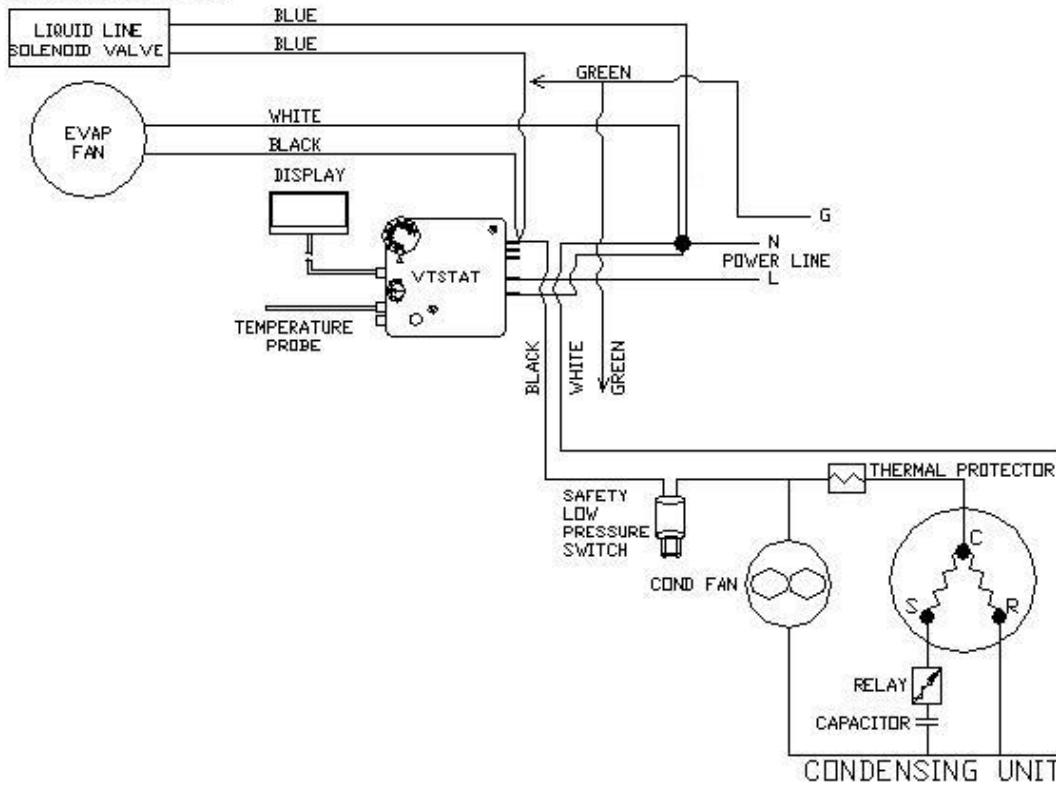 LIQUID LINE
SOLENOID VALVE
BLUE
BLUE
GREEN
EVAP
FAN
WHITE
BLACK
DISPLAY
G
N
POWER LINE
L
VTSTAT
TEMPERATURE
PROBE
BLACK
WHITE
GREEN
THERMAL PROTECTOR
SAFETY
LOW
PRESSURE
SWITCH
C
COND FAN
S
R
RELAY
CAPACITOR
CONDENSING UNIT